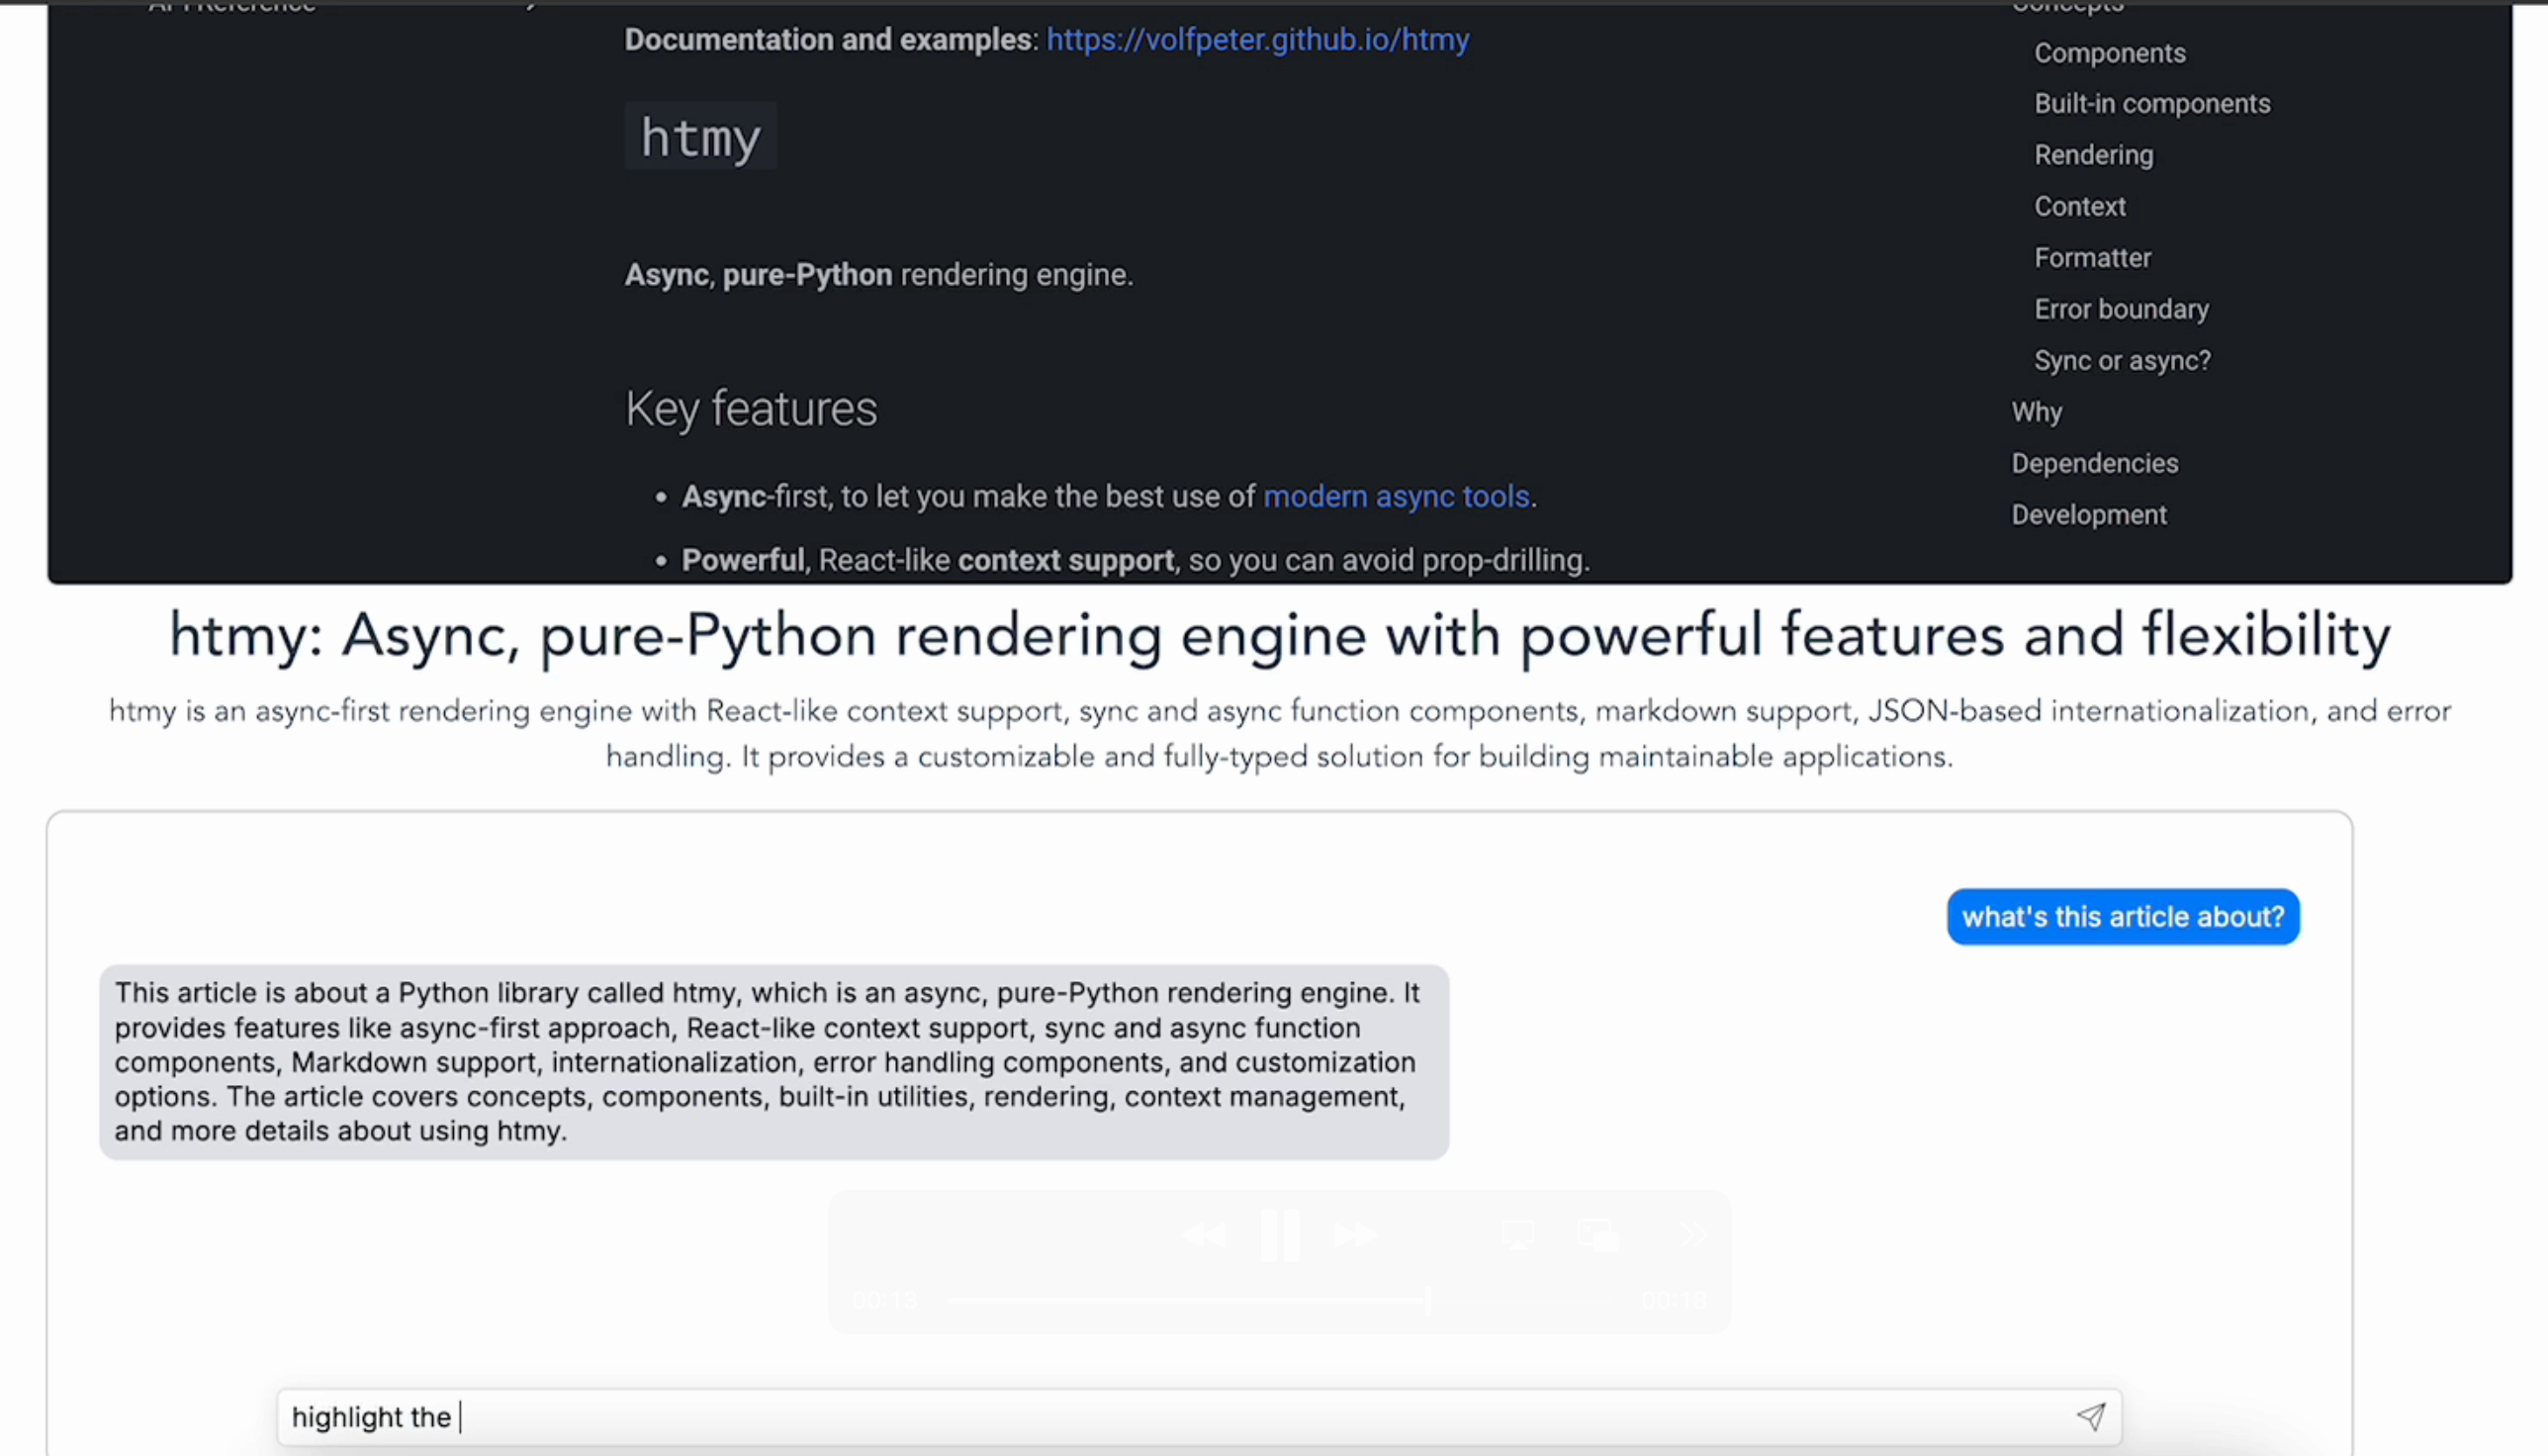 API Reference
Documentation and examples: https://volfpeter.github.io/htmy
htmy
Async, pure-Python rendering engine.
Key features
• Async-first, to let you make the best use of modern async tools.
• Powerful, React-like context support, so you can avoid prop-drilling.
Concepts
Components
Built-in components
Rendering
Context
Formatter
Error boundary
Sync or async?
Why
Dependencies
Development
htmy: Async, pure-Python rendering engine with powerful features and flexibility
htmy is an async-first rendering engine with React-like context support, sync and async function components, markdown support, JSON-based internationalization, and error
handling. It provides a customizable and fully-typed solution for building maintainable applications.
what's this article about?
This article is about a Python library called htmy, which is an async, pure-Python rendering engine. It
provides features like async-first approach, React-like context support, sync and async function
components, Markdown support, internationalization, error handling components, and customization
options. The article covers concepts, components, built-in utilities, rendering, context management,
and more details about using htmy.
00:13
highlight the